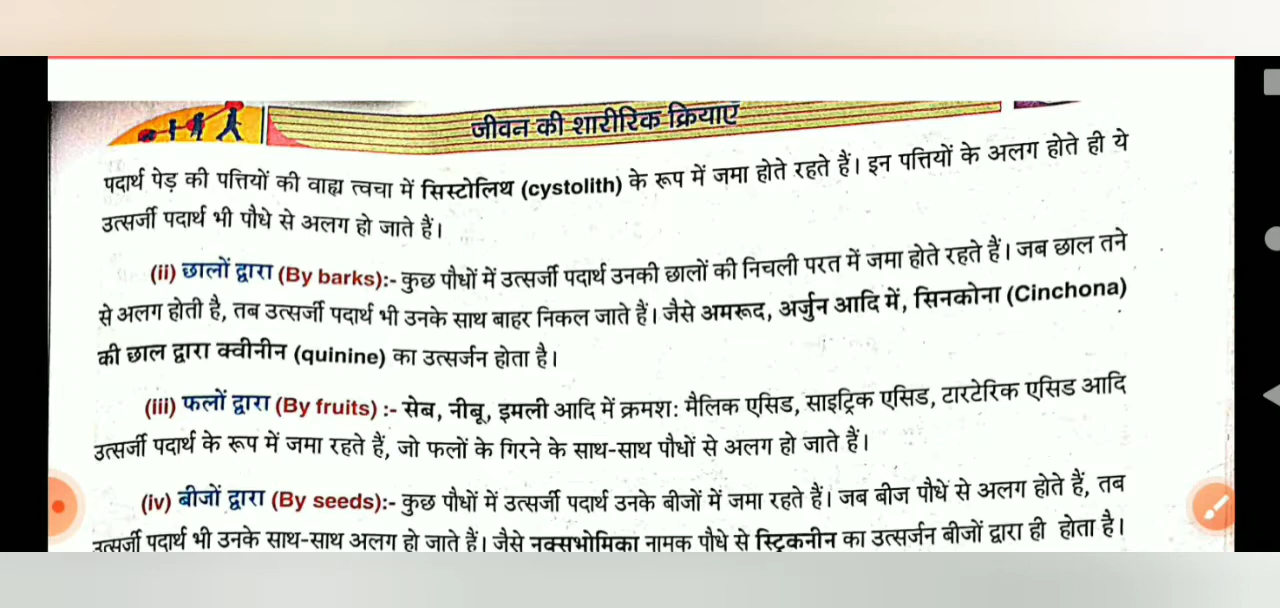 जीवन की शारीरिक क्रियाएँ
पदार्थ पेड़ की पत्तियों की वाह्य त्वचा में सिस्टोलिथ (cystolith) के रूप में जमा होते रहते हैं। इन पत्तियों के अलग होते ही ये
उत्सर्जी पदार्थ भी पौधे से अलग हो जाते हैं।
(ii) छालों द्वारा (By barks):- कुछ पौधों में उत्सर्जी पदार्थ उनकी छालों की निचली परत में जमा होते रहते हैं। जब छाल तने
से अलग होती है, तब उत्सर्जी पदार्थ भी उनके साथ बाहर निकल जाते हैं। जैसे अमरूद, अर्जुन आदि में, सिनकोना (Cinchona)
की छाल द्वारा क्वीनीन (quinine) का उत्सर्जन होता है।
(iii) फलों द्वारा (By fruits) :- सेब, नीबू, इमली आदि में क्रमश: मैलिक एसिड, साइट्रिक एसिड, टारटेरिक एसिड आदि
उत्सर्जी पदार्थ के रूप में जमा रहते हैं, जो फलों के गिरने के साथ-साथ पौधों से अलग हो जाते हैं।
(iv) बीजों द्वारा (By seeds):- कुछ पौधों में उत्सर्जी पदार्थ उनके बीजों में जमा रहते हैं। जब बीज पौधे से अलग होते हैं, तब
उत्सर्जी पदार्थ भी उनके साथ-साथ अलग हो जाते हैं। जैसे नक्सभोमिका नामक पौधे से स्ट्रिकनीन का उत्सर्जन बीजों द्वारा ही होता है।